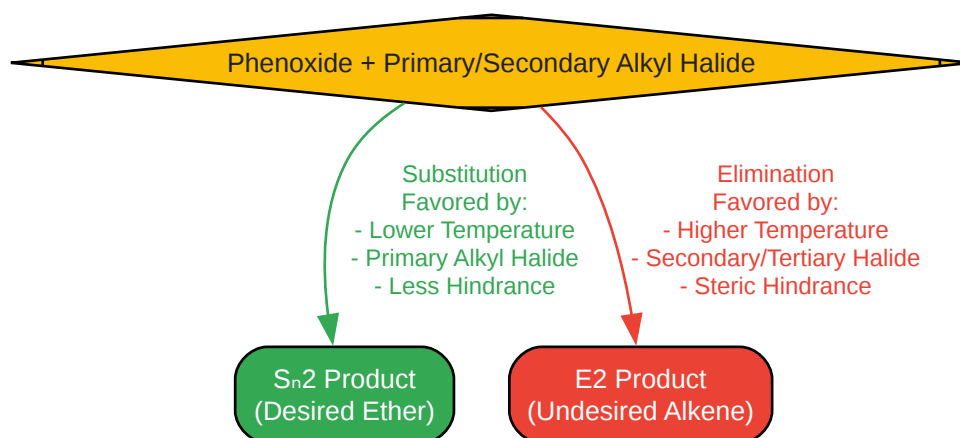 Phenoxide + Primary/Secondary Alkyl Halide
Substitution
Favored by:
- Lower Temperature
- Primary Alkyl Halide
- Less Hindrance
Elimination
Favored by:
- Higher Temperature
- Secondary/Tertiary Halide
- Steric Hindrance
Sₙ2 Product
(Desired Ether)
E2 Product
(Undesired Alkene)